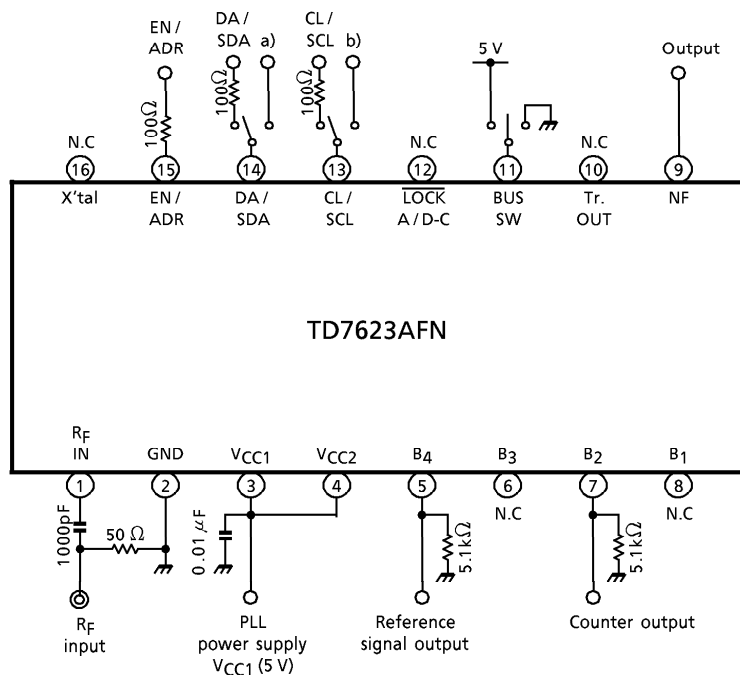 EN /
ADR
DA /
SDA a)
CL /
SCL b)
5 V
Output
100Ω
100Ω
100Ω
N.C
N.C
N.C
16
15
14
13
12
11
10
9
X'tal
EN /
ADR
DA /
SDA
CL /
SCL
LOCK
A / D-C
BUS
SW
Tr.
OUT
NF
TD7623AFN
RF
IN
GND
VCC1
VCC2
B4
B3
B2
B1
1
2
3
4
5
6
7
8
N.C
N.C
1000pF
50 Ω
0.01 μF
5.1kΩ
5.1kΩ
RF
input
PLL
power supply
VCC1 (5 V)
Reference
signal output
Counter output